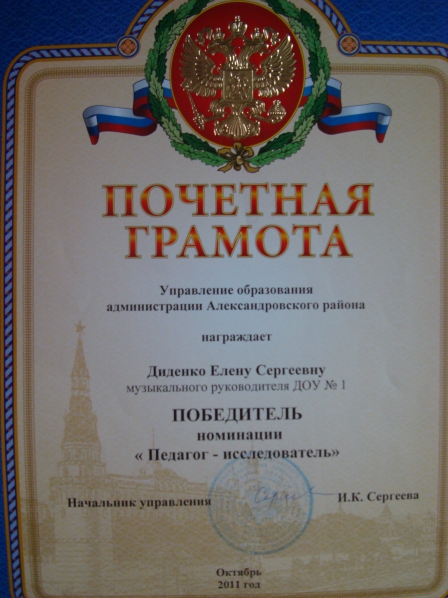 ПОЧЕТНАЯ
ГРАМОТА
Управление образования
администрации Александровского района
награждает
Диденко Елену Сергеевну
музыкального руководителя ДОУ № 1
ПОБЕДИТЕЛЬ
номинации
« Педагог - исследователь»
Начальник управления И.К. Сергеева
Октябрь
2011 год